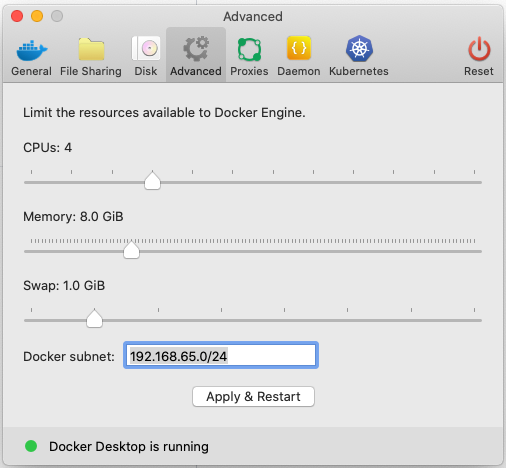 Advanced
General File Sharing Disk Advanced Proxies Daemon Kubernetes Reset
Limit the resources available to Docker Engine.
CPUs: 4
Memory: 8.0 GiB
Swap: 1.0 GiB
Docker subnet: 192.168.65.0/24
Apply & Restart
Docker Desktop is running